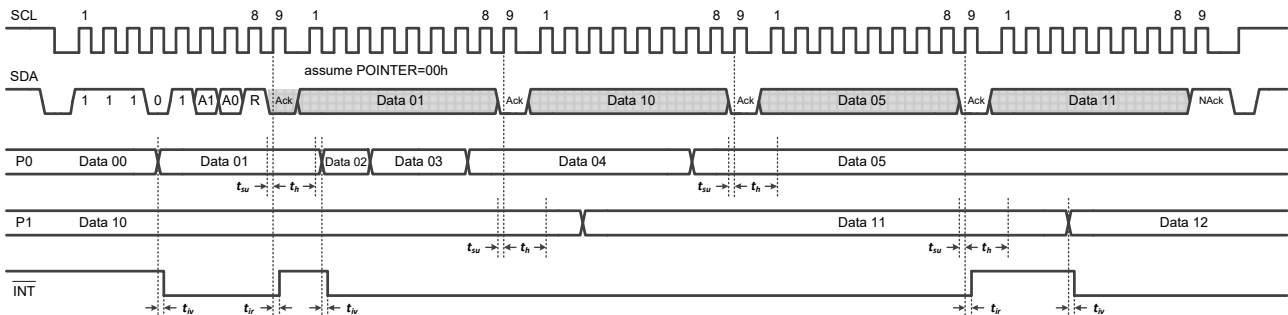 1 8 9 1 8 9 1 8 9 1 8 9 1 8 9
SCL
SDA
assume POINTER=00h
1 1 1 0 1 A1 A0 R Ack Data 01 Ack Data 10 Ack Data 05 Ack Data 11 NAck
P0 Data 00 Data 01 Data 02 Data 03 Data 04 Data 05
tsu th tsu th
P1 Data 10 Data 11 Data 12
tsu th tsu th
INT
tiv tir tiv tir tiv